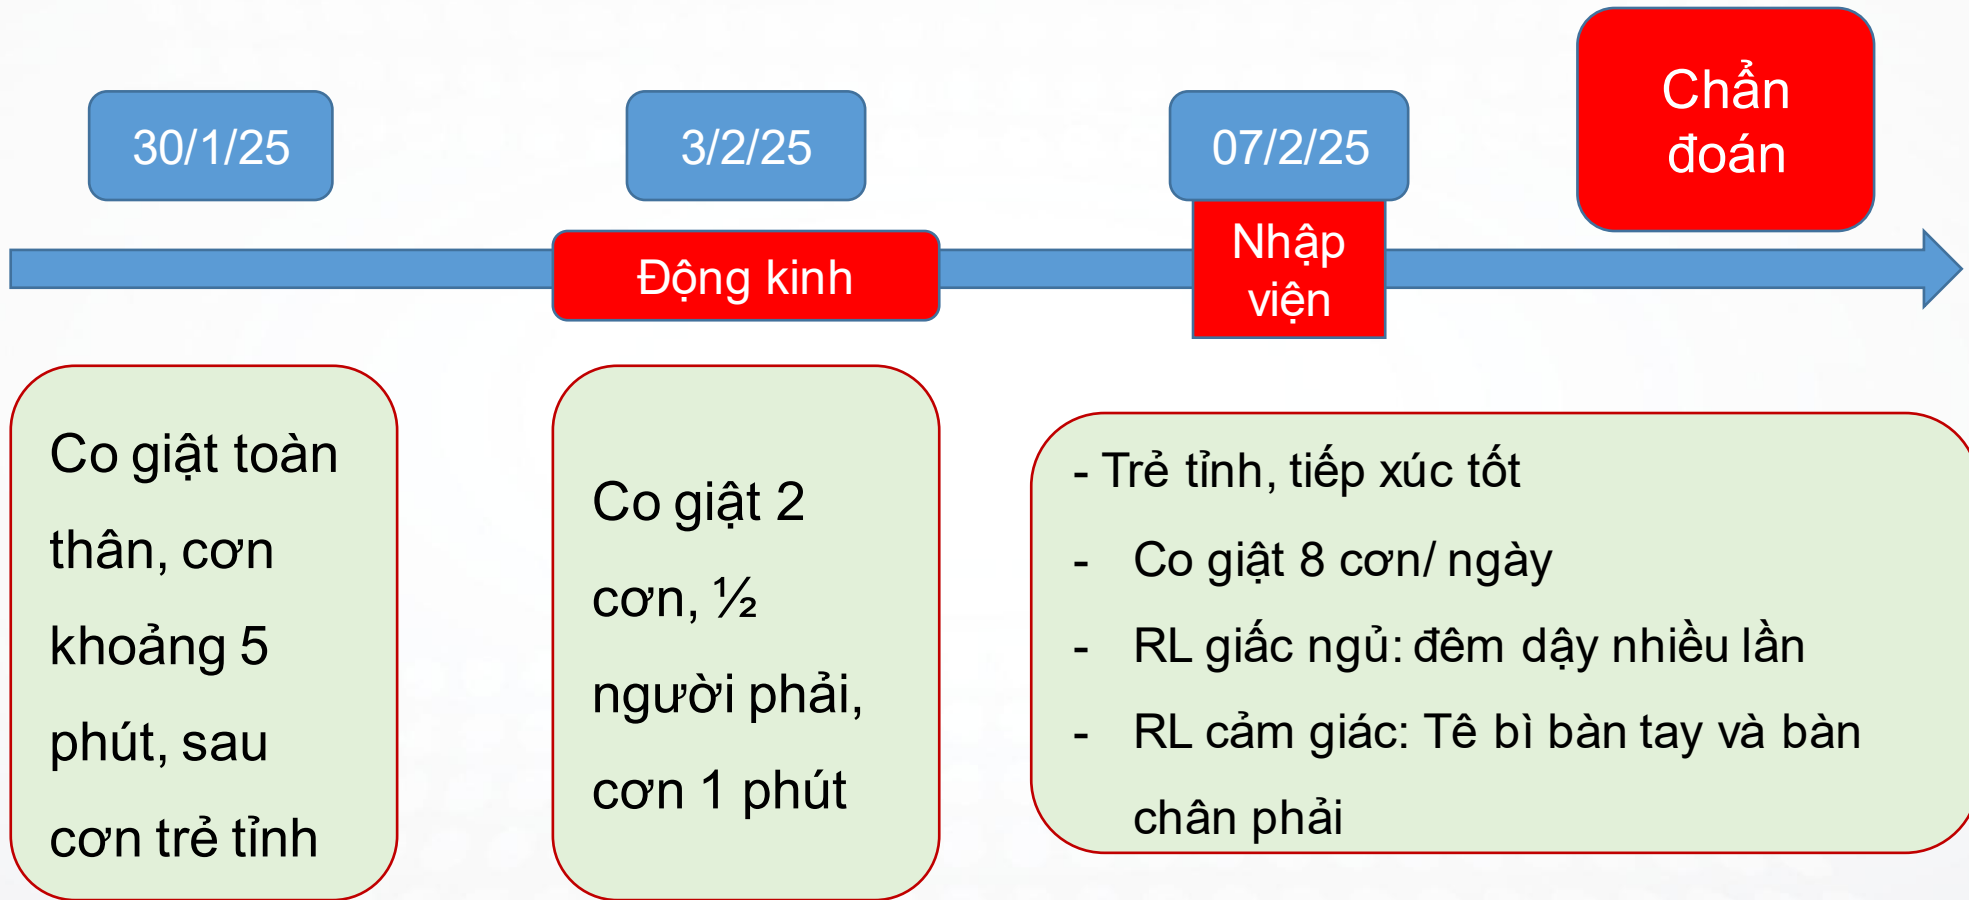 30/1/25
3/2/25
07/2/25
Chẩn
đoán
Động kinh
Nhập
viện
Co giật toàn
thân, cơn
khoảng 5
phút, sau
cơn trẻ tỉnh
Co giật 2
cơn, ½
người phải,
cơn 1 phút
- Trẻ tỉnh, tiếp xúc tốt
- Co giật 8 cơn/ ngày
- RL giấc ngủ: đêm dậy nhiều lần
- RL cảm giác: Tê bì bàn tay và bàn
chân phải